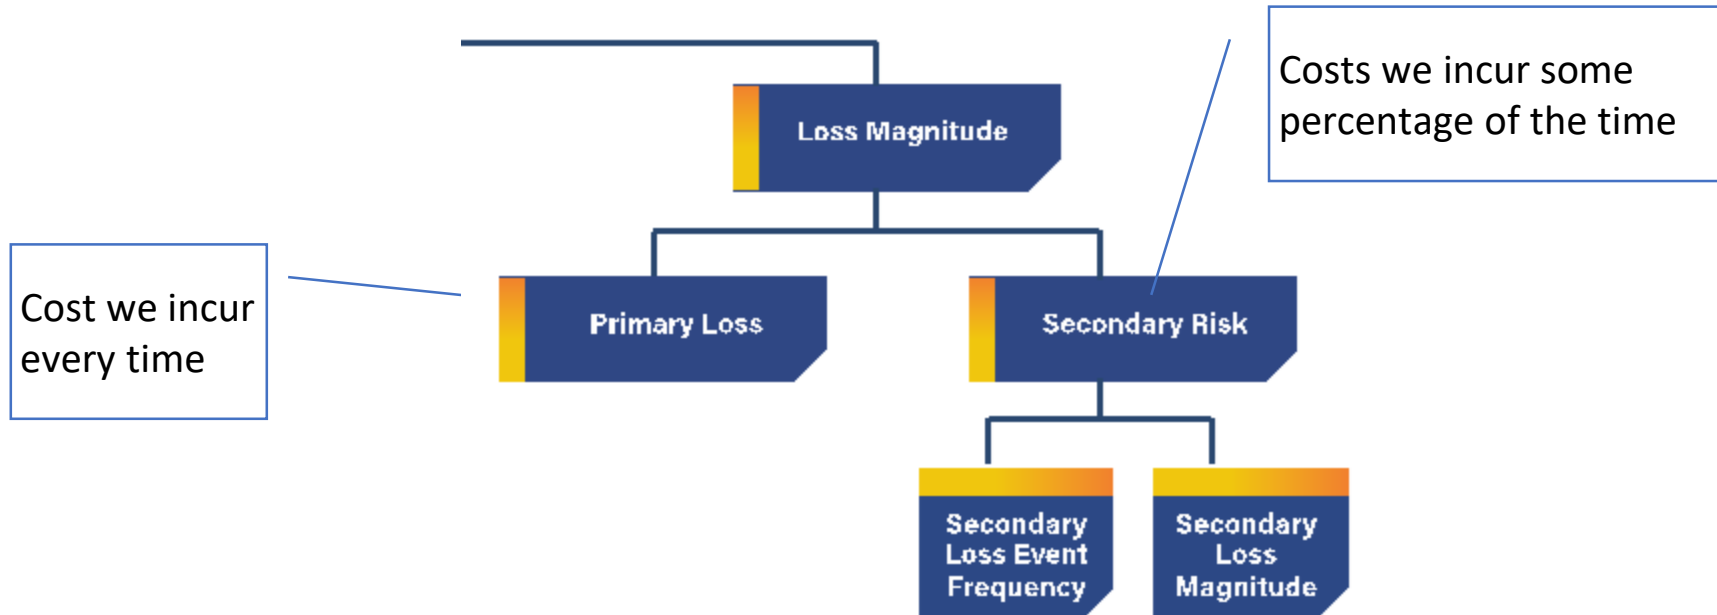 Costs we incur some
percentage of the time
Loss Magnitude
Cost we incur
every time
Primary Loss
Secondary Risk
Secondary
Loss Event
Frequency
Secondary
Loss
Magnitude